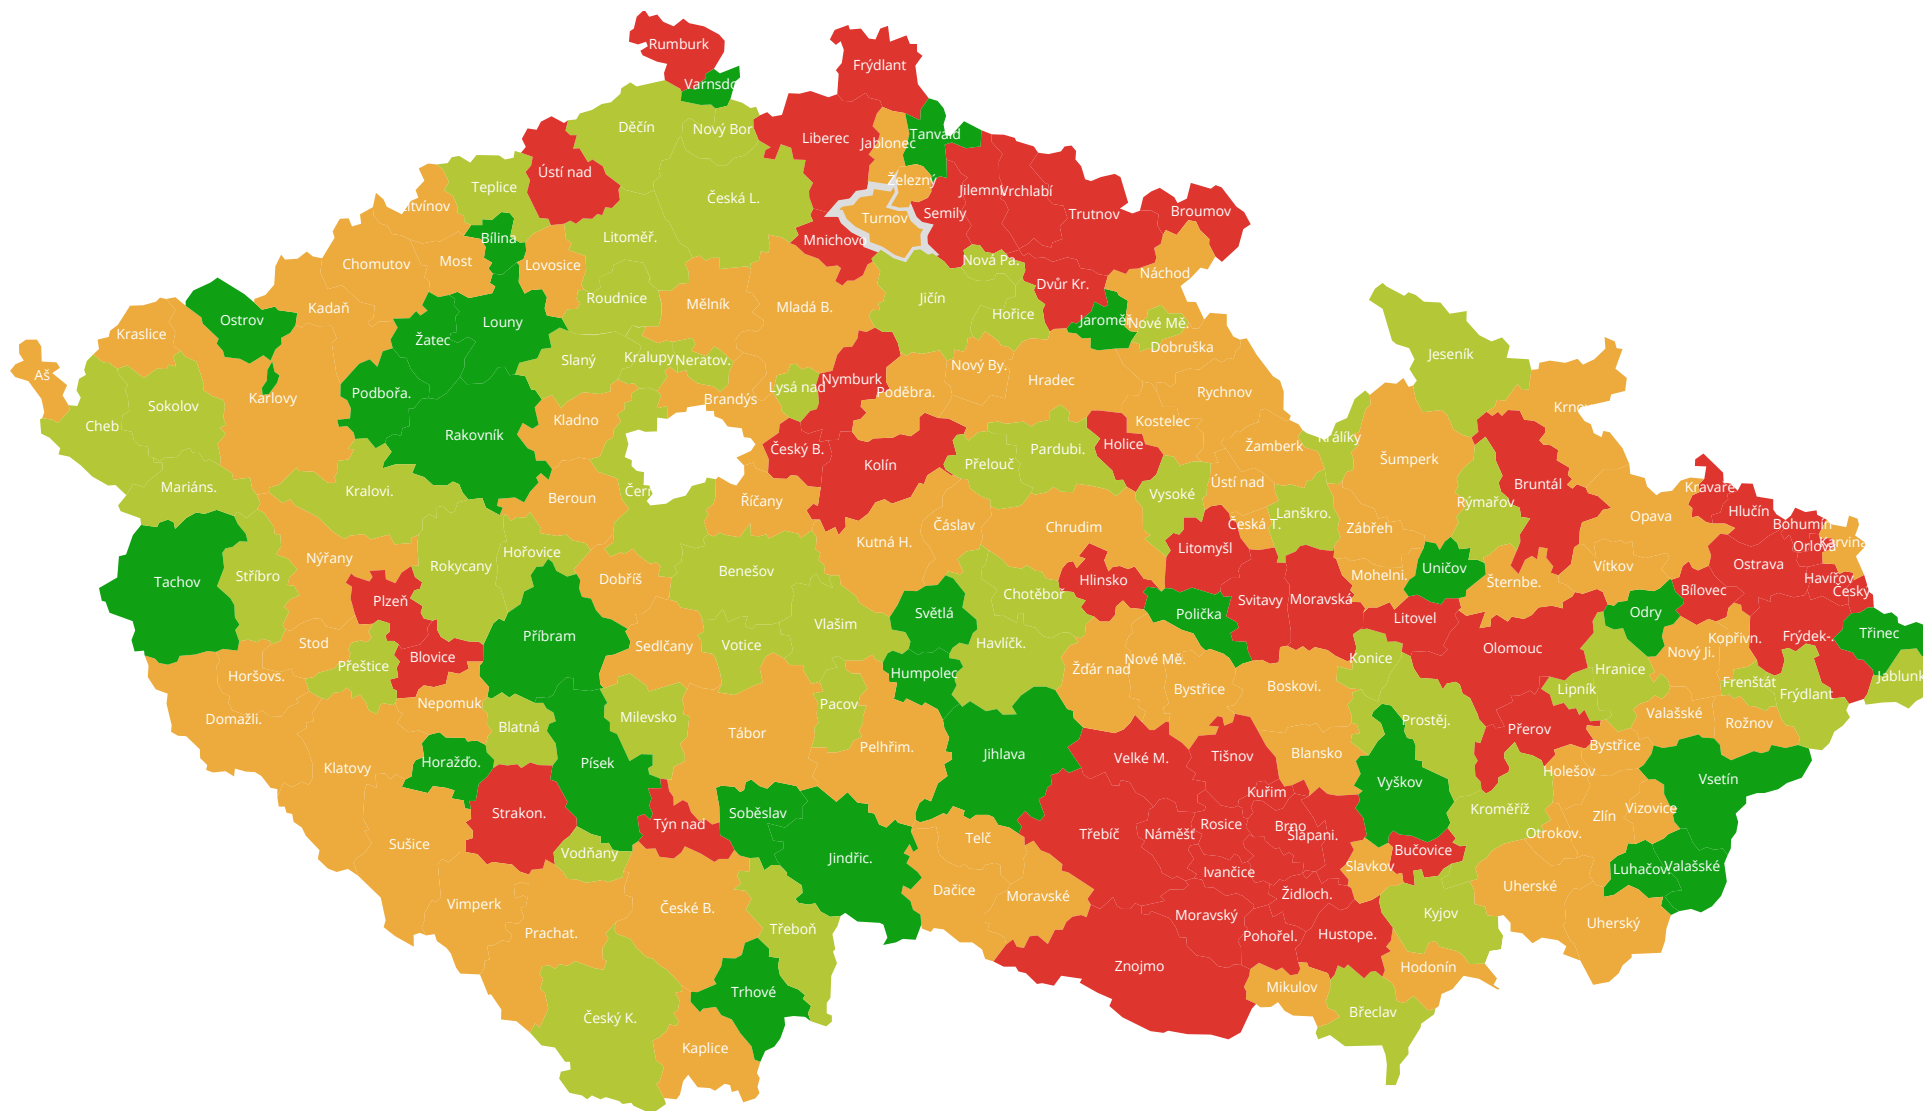 Rumburk
Frýdlant
Varnsdo
Děčín
Nový Bor
Liberec
Jablonec
Tanvald
Ústí nad
Teplice
Železný
Česká L.
Jilemni
Vrchlabí
tvínov
Semily
Trutnov
Broumov
Turnov
Bílina
Litoměř.
Mnichovo
Chomutov
Most
Lovosice
Nová Pa.
Náchod
Dvůr Kr.
Roudnice
Jičín
Kadaň
Mělník
Mladá B.
Ostrov
Louny
Hořice
Jaroměř
Nové Mě.
Kraslice
Žatec
Dobruška
Jeseník
Slaný
Kralupy
Neratov.
Nový By.
Aš
Nymburk
Hradec
Lysá nad
Podbořa.
Poděbra.
Rychnov
Karlovy
Brandýs
Sokolov
Krnov
Kladno
Kostelec
Cheb
Rakovník
Králíky
Holice
Žamberk
Český B.
Pardubi.
Šumperk
Kolín
Přelouč
Mariáns.
Kralovi.
Čern
Ústí nad
Bruntál
Kravaře
Beroun
Říčany
Vysoké
Rýmařov
Hlučín
Lanškro.
Opava
Čáslav
Chrudim
Česká T.
Zábřeh
Bohumín
Kutná H.
Litomyšl
Orlová
Karviná
Hořovice
Nýřany
Rokycany
Benešov
Ostrava
Vítkov
Uničov
Stříbro
Tachov
Dobříš
Hlinsko
Mohelni.
Šternbe.
Havířov
Chotěboř
Bílovec
Český
Plzeň
Svitavy
Moravská
Světlá
Polička
Odry
Litovel
Vlašim
Třinec
Příbram
Frýdek-.
Kopřivn.
Stod
Havlíčk.
Sedlčany
Votice
Olomouc
Nový Ji.
Blovice
Nové Mě.
Konice
Přeštice
Žďár nad
Hranice
Humpolec
Horšovs.
Jablunk
Frenštát
Boskovi.
Bystřice
Lipník
Frýdlant
Nepomuk
Pacov
Valašské
Milevsko
Domažli.
Prostěj.
Rožnov
Blatná
Přerov
Tábor
Pelhřim.
Bystřice
Blansko
Jihlava
Tišnov
Velké M.
Horažďo.
Písek
Klatovy
Holešov
Vsetín
Vyškov
Kuřim
Kroměříž
Vizovice
Strakon.
Soběslav
Zlín
Týn nad
Rosice
Brno
Třebíč
Náměšť
Otrokov.
Šlapani.
Telč
Sušice
Bučovice
Vodňany
Jindřic.
Slavkov
Valašské
Luhačov
Ivančice
Uherské
Dačice
Židloch.
Moravské
Vimperk
České B.
Kyjov
Moravský
Uherský
Třeboň
Prachat.
Hustope.
Pohořel.
Znojmo
Hodonín
Mikulov
Trhové
Břeclav
Český K.
Kaplice